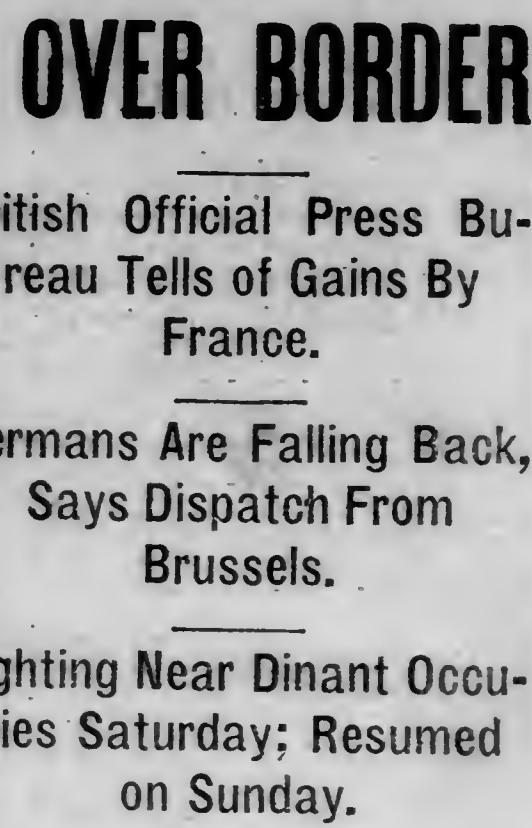 OVER BORDER
itish Official Press Bu-
reau Tells of Gains By
France.
ermans Are Falling Back,
Says Dispatch From
Brussels.
ghting Near Dinant Occu-
ies Saturday; Resumed
on Sunday.